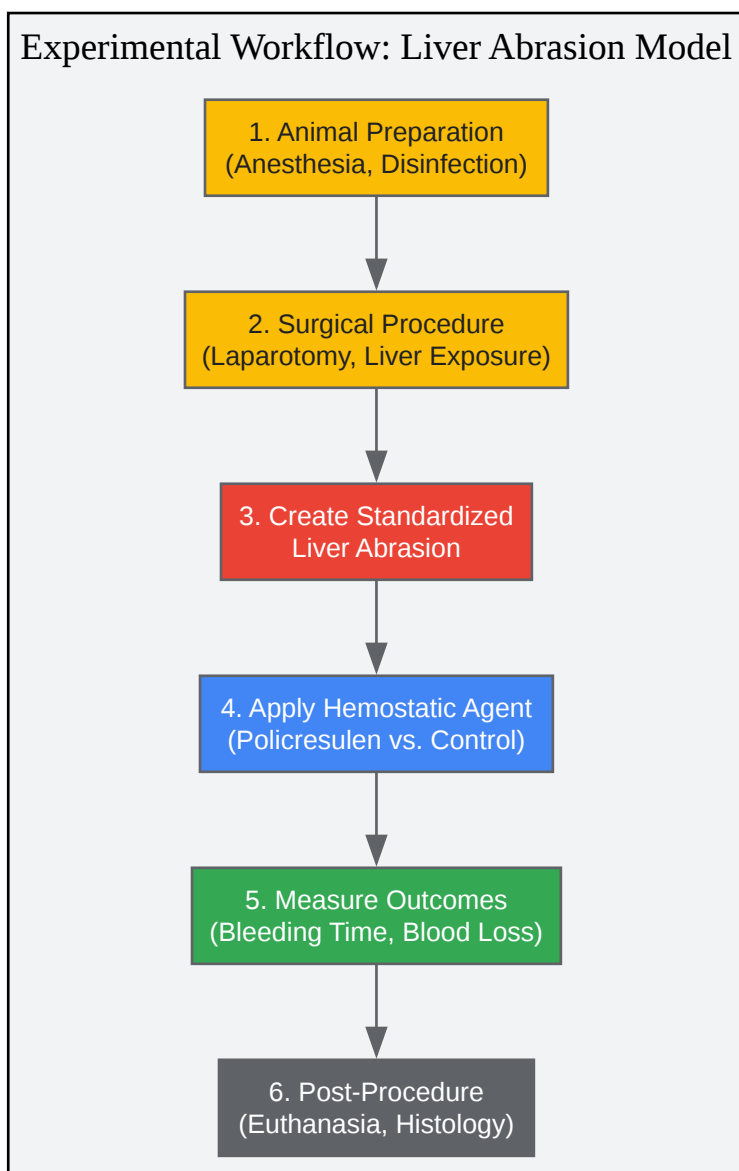 Experimental Workflow: Liver Abrasion Model
1. Animal Preparation
(Anesthesia, Disinfection)
2. Surgical Procedure
(Laparotomy, Liver Exposure)
3. Create Standardized
Liver Abrasion
4. Apply Hemostatic Agent
(Policresulen vs. Control)
5. Measure Outcomes
(Bleeding Time, Blood Loss)
6. Post-Procedure
(Euthanasia, Histology)